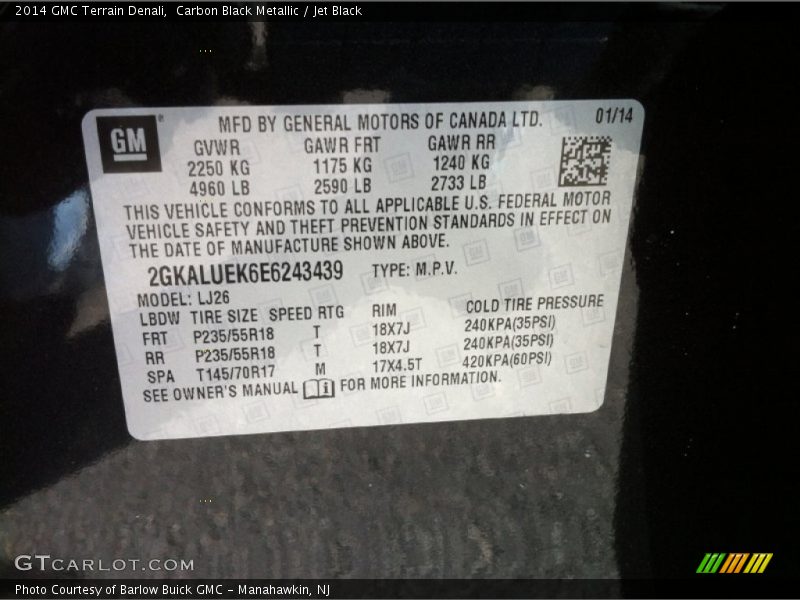 2014 GMC Terrain Denali,  Carbon Black Metallic / Jet Black
GM
MFD BY GENERAL MOTORS OF CANADA LTD. 01/14
GVWR GAWR FRT GAWR RR
2250 KG 1175 KG 1240 KG
4960 LB 2590 LB 2733 LB
THIS VEHICLE CONFORMS TO ALL APPLICABLE U.S. FEDERAL MOTOR
VEHICLE SAFETY AND THEFT PREVENTION STANDARDS IN EFFECT ON
THE DATE OF MANUFACTURE SHOWN ABOVE.
2GKALUEK6E6243439 TYPE: M.P.V.
MODEL: LJ26
LBDW TIRE SIZE SPEED RTG RIM COLD TIRE PRESSURE
FRT P235/55R18 T 18X7J 240KPA(35PSI)
RR P235/55R18 T 18X7J 240KPA(35PSI)
SPA T145/70R17 M 17X4.5T 420KPA(60PSI)
SEE OWNER'S MANUAL FOR MORE INFORMATION.
GTCARLOT.COM
Photo Courtesy of Barlow Buick GMC - Manahawkin, NJ